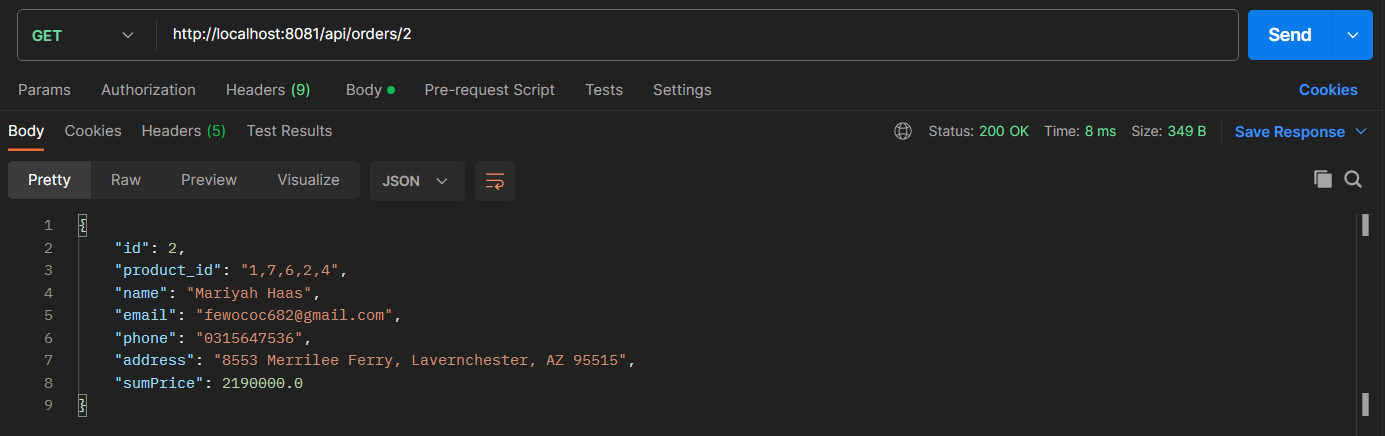 GET http://localhost:8081/api/orders/2 Send
Params Authorization Headers (9) Body Pre-request Script Tests Settings Cookies
Body Cookies Headers (5) Test Results Status: 200 OK Time: 8 ms Size: 349 B Save Response
Pretty Raw Preview Visualize JSON
1 {
2 "id": 2,
3 "product_id": "1,7,6,2,4",
4 "name": "Mariyah Haas",
5 "email": "fewococ682@gmail.com",
6 "phone": "0315647536",
7 "address": "8553 Merrilee Ferry, Lavernchester, AZ 95515",
8 "sumPrice": 2190000.0
9 }